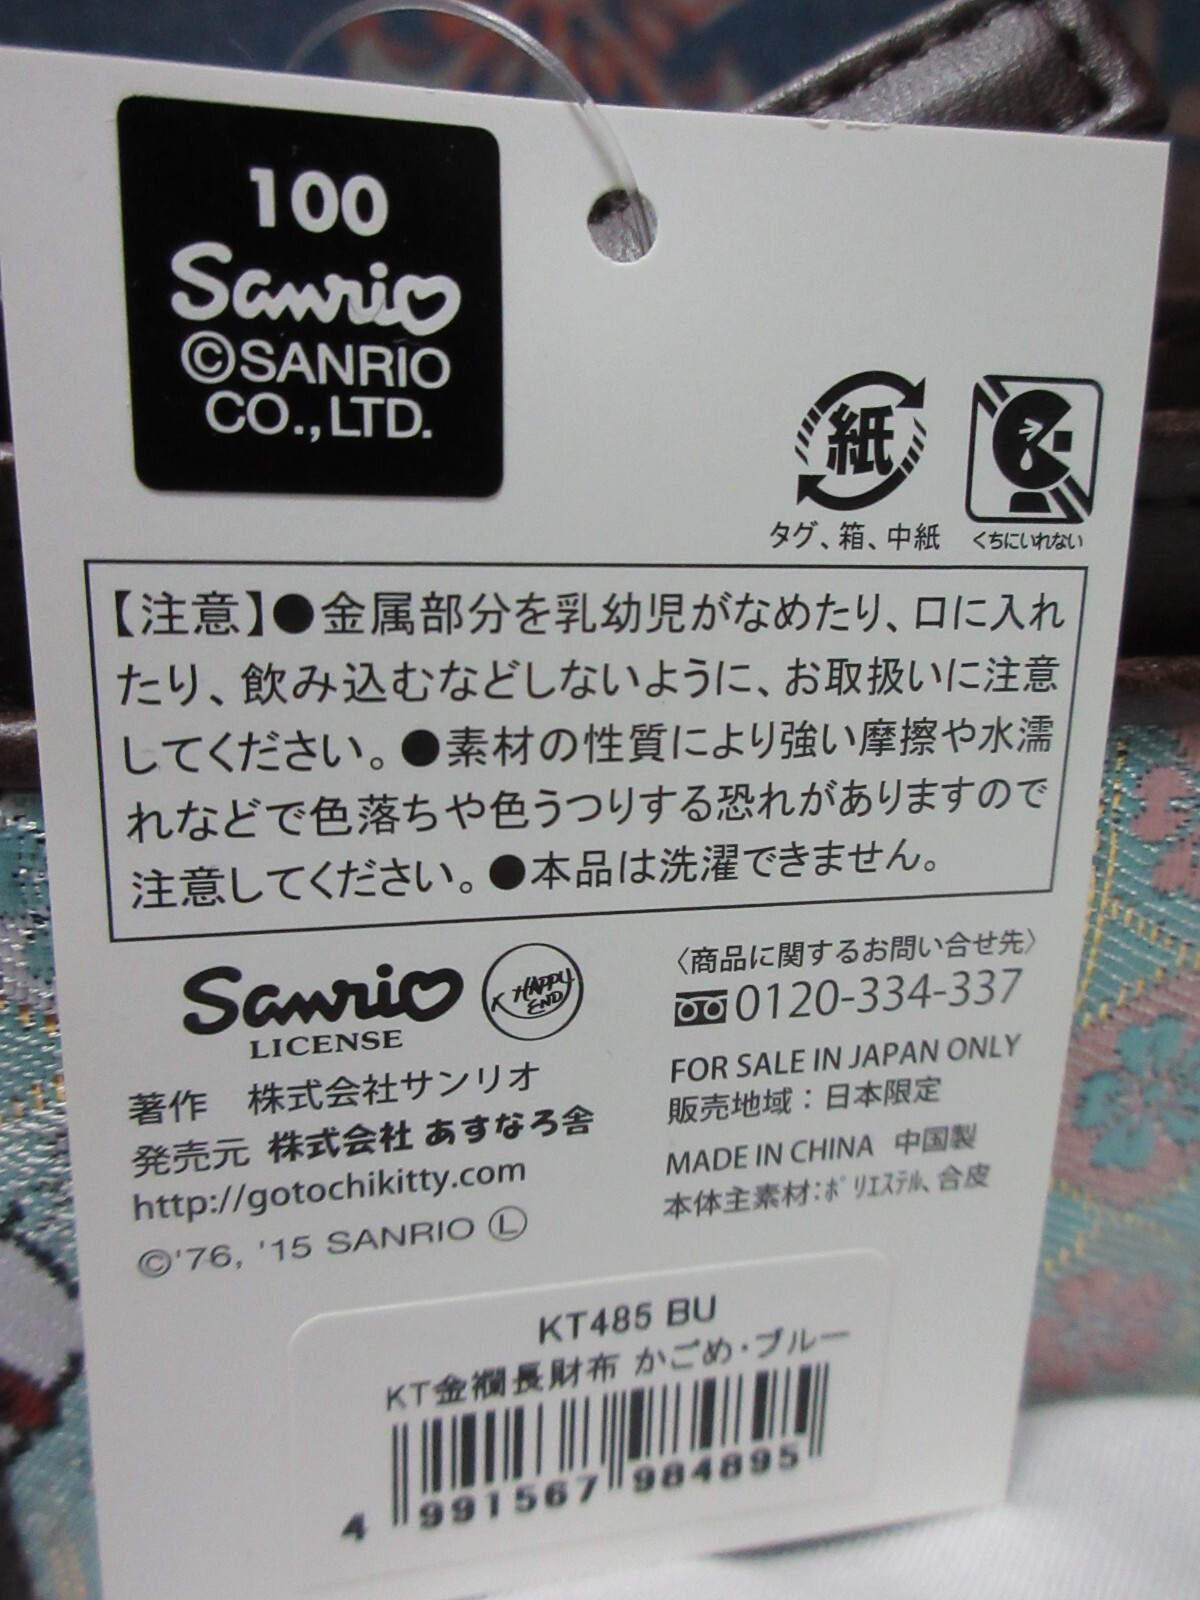 100
Sanrio
©SANRIO
CO.,LTD.
紙
タグ、箱、中紙
くちにいれない
【注意】●金属部分を乳幼児がなめたり、口に入れ
たり、飲み込むなどしないように、お取扱いに注意
してください。●素材の性質により強い摩擦や水濡
れなどで色落ちや色うつりする恐れがありますので
注意してください。●本品は洗濯できません。
Sanrio
LICENSE
HAPPY
END
著作 株式会社サンリオ
発売元 株式会社 あすなろ舎
http://gotochikitty.com
©'76, '15 SANRIO Ⓛ
〈商品に関するお問い合せ先〉
0120-334-337
FOR SALE IN JAPAN ONLY
販売地域：日本限定
MADE IN CHINA 中国製
本体主素材:ﾎﾟﾘｴｽﾃﾙ、合皮
KT485 BU
KT金襴長財布 かごめ・ブルー
4 991567 984895